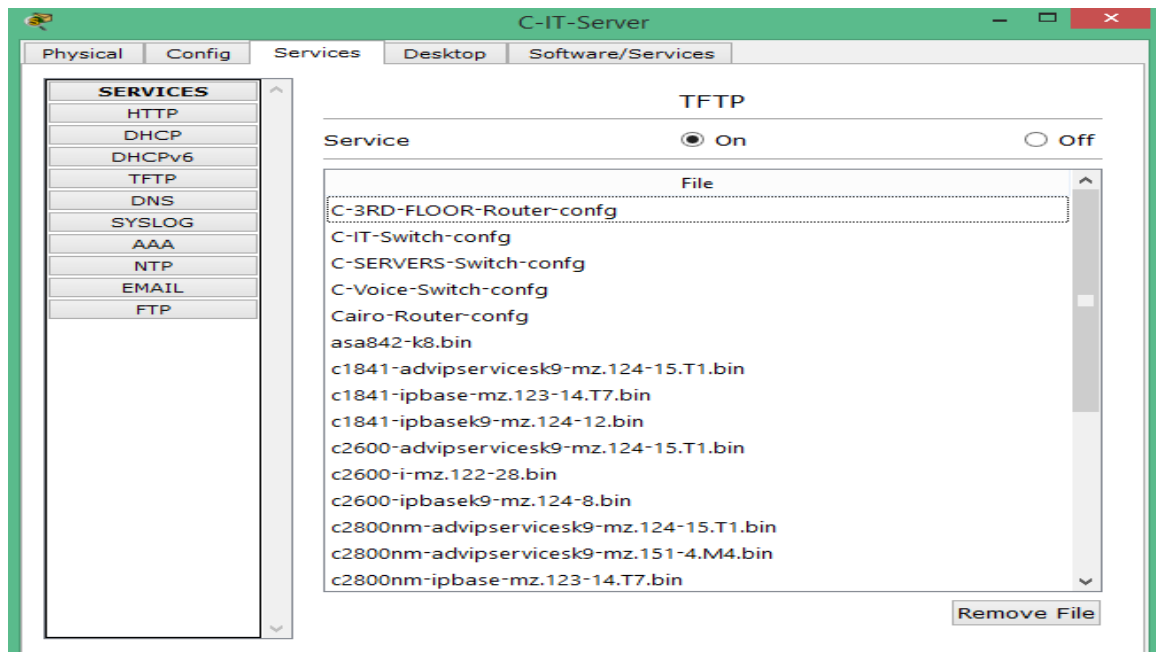 C-IT-Server
Physical Config Services Desktop Software/Services
SERVICES
HTTP
DHCP
DHCPv6
TFTP
DNS
SYSLOG
AAA
NTP
EMAIL
FTP
TFTP
Service On Off
File
C-3RD-FLOOR-Router-confg
C-IT-Switch-confg
C-SERVERS-Switch-confg
C-Voice-Switch-confg
Cairo-Router-confg
asa842-k8.bin
c1841-advipservicesk9-mz.124-15.T1.bin
c1841-ipbase-mz.123-14.T7.bin
c1841-ipbasek9-mz.124-12.bin
c2600-advipservicesk9-mz.124-15.T1.bin
c2600-i-mz.122-28.bin
c2600-ipbasek9-mz.124-8.bin
c2800nm-advipservicesk9-mz.124-15.T1.bin
c2800nm-advipservicesk9-mz.151-4.M4.bin
c2800nm-ipbase-mz.123-14.T7.bin
Remove File